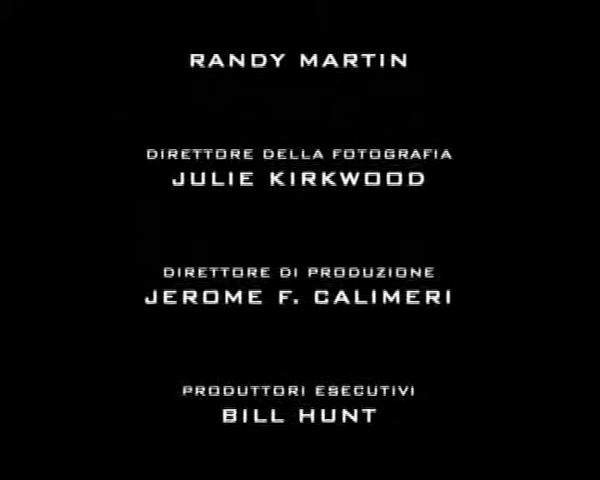 RANDY MARTIN
DIRETTORE DELLA FOTOGRAFIA
JULIE KIRKWOOD
DIRETTORE DI PRODUZIONE
JEROME F. CALIMERI
PRODUTTORI ESECUTIVI
BILL HUNT